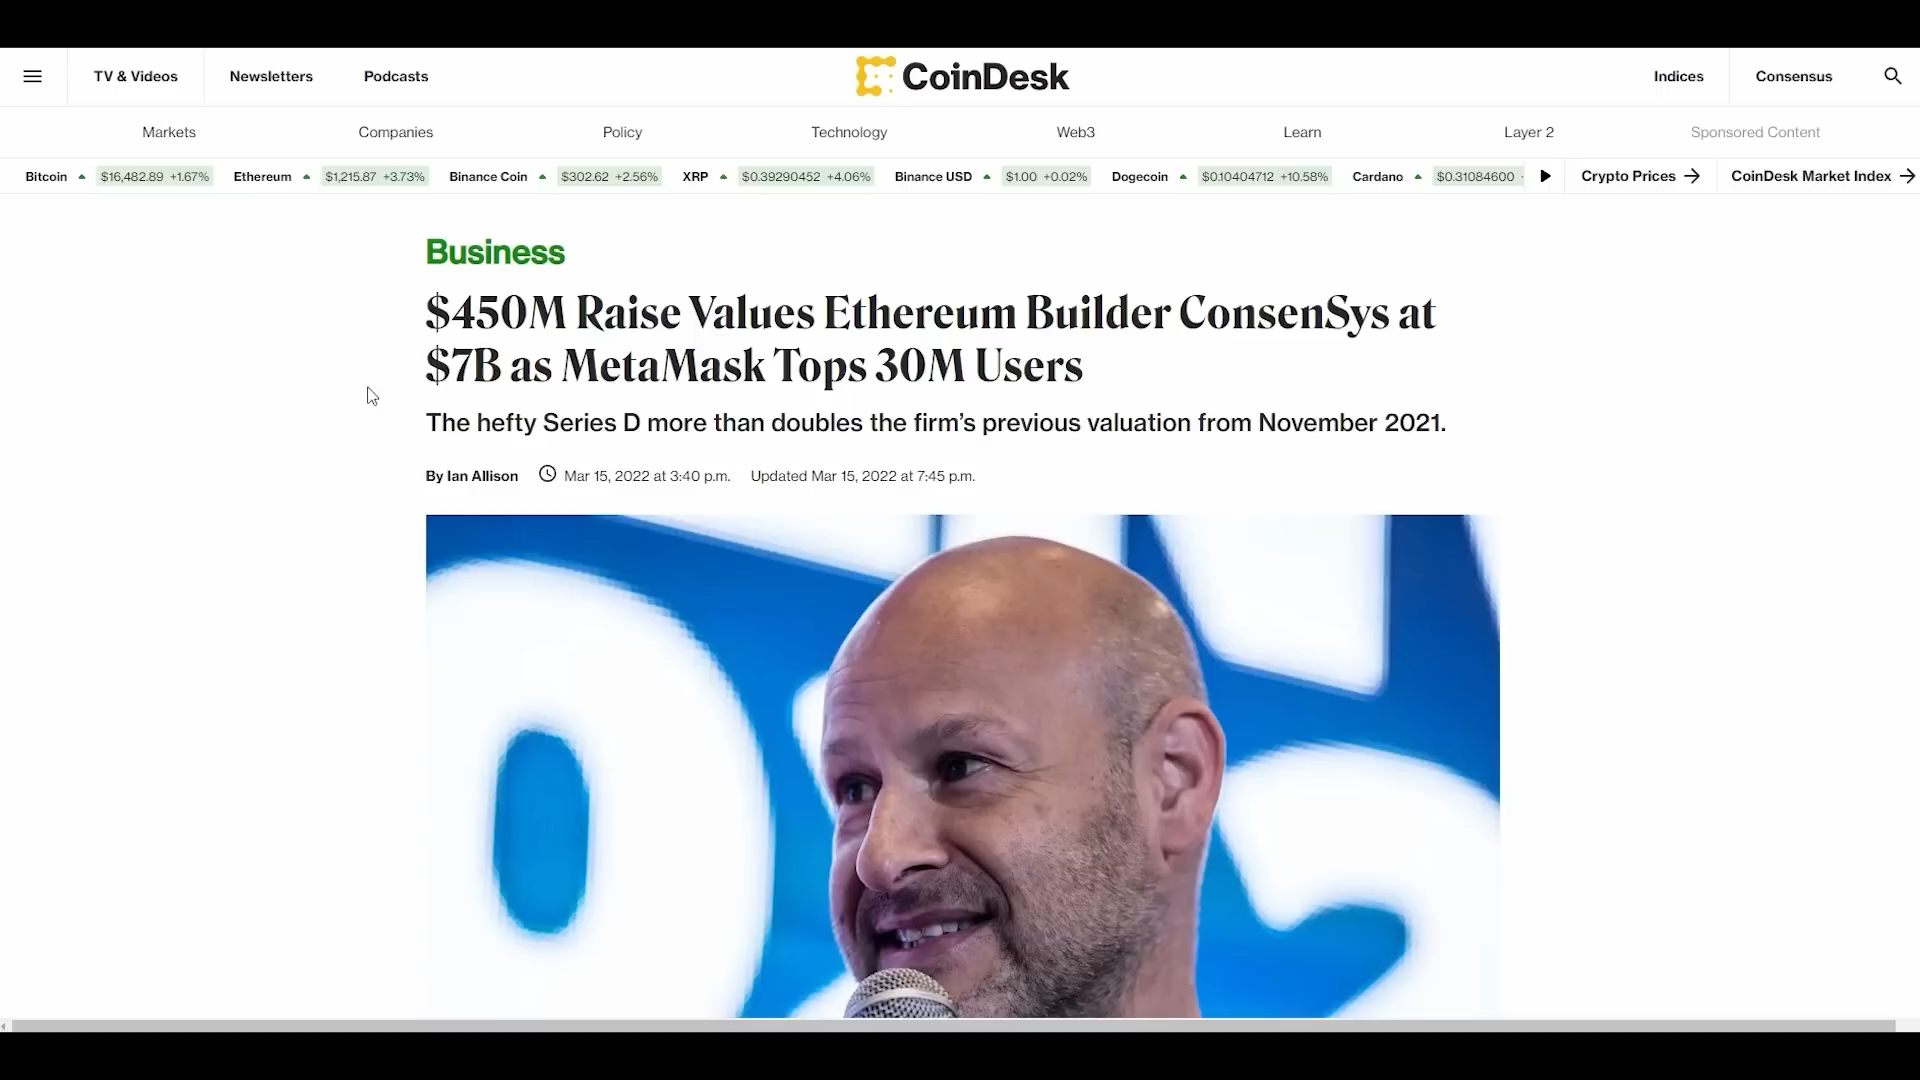 TV & Videos
Newsletters
Podcasts
CoinDesk
Indices
Consensus
Markets
Companies
Policy
Technology
Web3
Learn
Layer 2
Sponsored Content
Bitcoin $16,482.89 +1.67%
Ethereum $1,215.87 +3.73%
Binance Coin $302.62 +2.56%
XRP $0.39290452 +4.06%
Binance USD $1.00 +0.02%
Dogecoin $0.10404712 +10.58%
Cardano $0.31084600
Crypto Prices
CoinDesk Market Index
Business
$450M Raise Values Ethereum Builder ConsenSys at
$7B as MetaMask Tops 30M Users
The hefty Series D more than doubles the firm’s previous valuation from November 2021.
By Ian Allison Mar 15, 2022 at 3:40 p.m. Updated Mar 15, 2022 at 7:45 p.m.